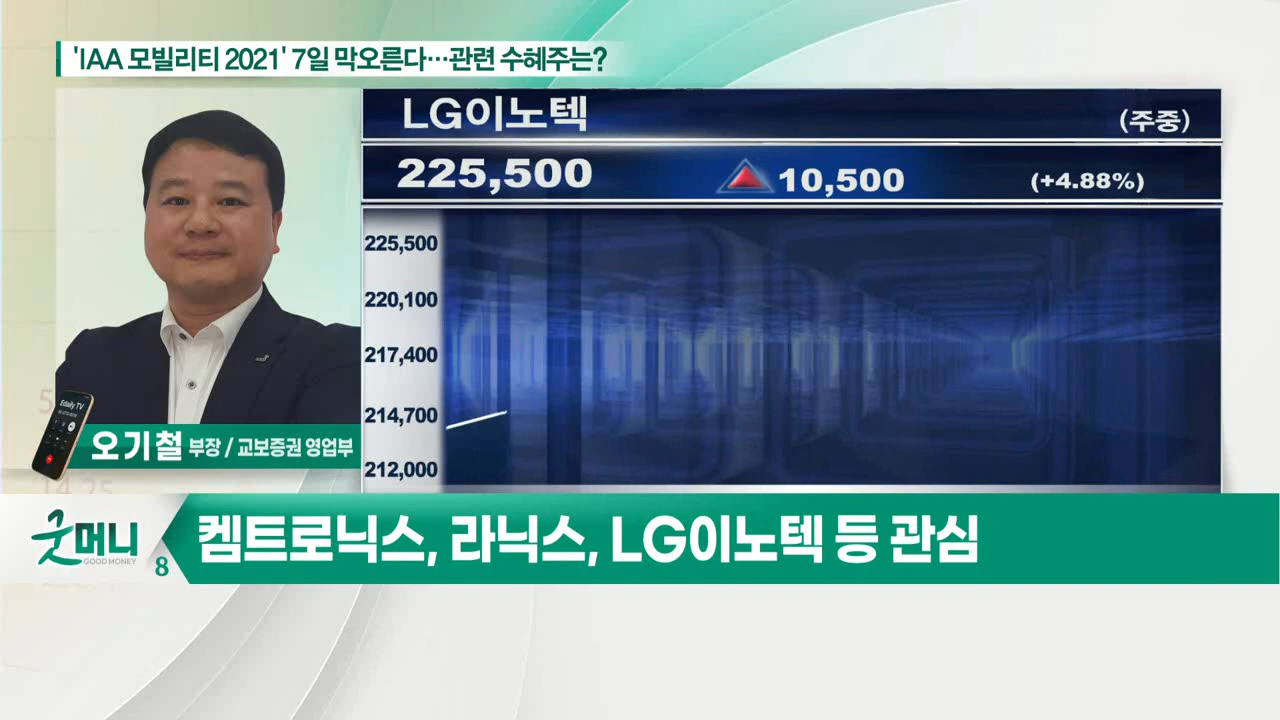 'IAA 모빌리티 2021' 7일 막오른다…관련 수혜주는?
LG이노텍
(주중)
225,500
10,500
(+4.88%)
225,500
220,100
217,400
214,700
212,000
Edaily TV
오기철 부장 / 교보증권 영업부
굿머니
GOOD MONEY
8
켐트로닉스, 라닉스, LG이노텍 등 관심